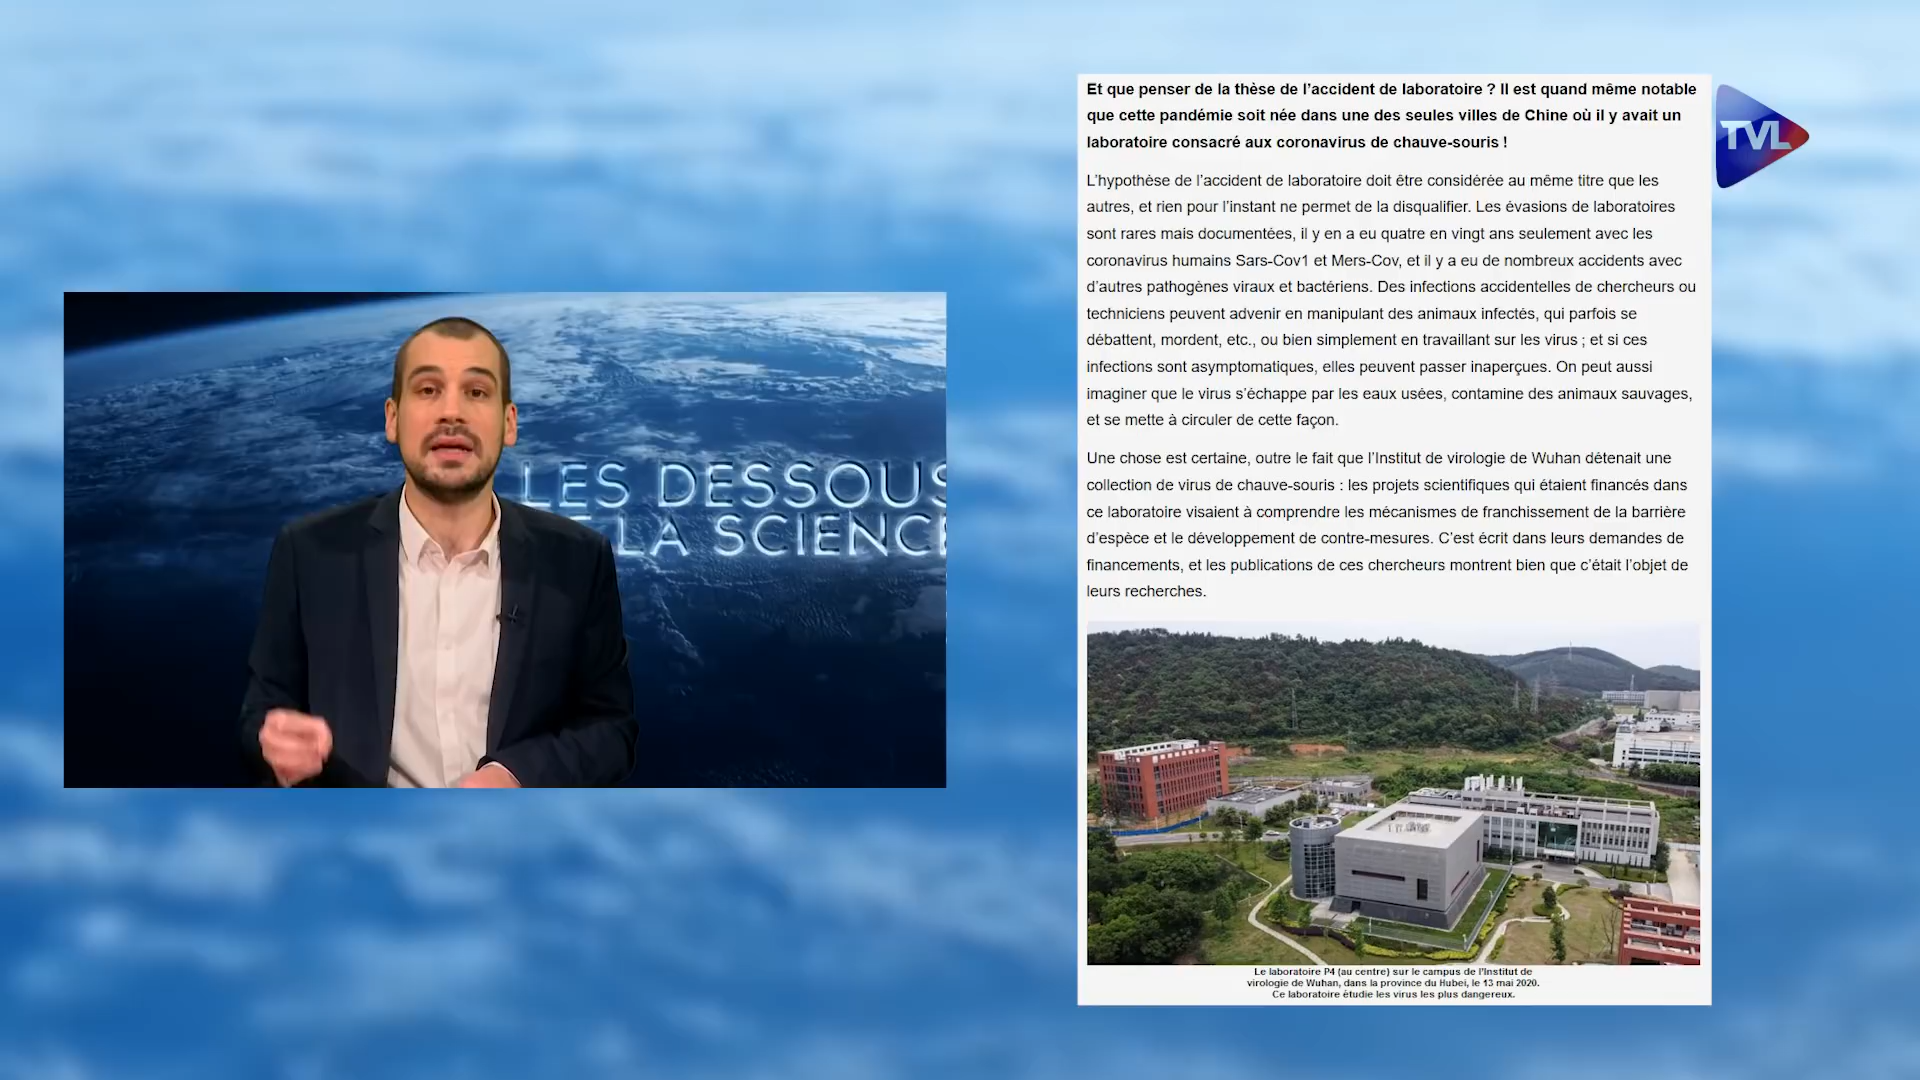 Et que penser de la thèse de l’accident de laboratoire ? Il est quand même notable
que cette pandémie soit née dans une des seules villes de Chine où il y avait un
laboratoire consacré aux coronavirus de chauve-souris !
L’hypothèse de l’accident de laboratoire doit être considérée au même titre que les
autres, et rien pour l’instant ne permet de la disqualifier. Les évasions de laboratoires
sont rares mais documentées, il y en a eu quatre en vingt ans seulement avec les
coronavirus humains Sars-Cov1 et Mers-Cov, et il y a eu de nombreux accidents avec
d’autres pathogènes viraux et bactériens. Des infections accidentelles de chercheurs ou
techniciens peuvent advenir en manipulant des animaux infectés, qui parfois se
débattent, mordent, etc., ou bien simplement en travaillant sur les virus ; et si ces
infections sont asymptomatiques, elles peuvent passer inaperçues. On peut aussi
imaginer que le virus s’échappe par les eaux usées, contamine des animaux sauvages,
et se mette à circuler de cette façon.
Une chose est certaine, outre le fait que l’Institut de virologie de Wuhan détenait une
collection de virus de chauve-souris : les projets scientifiques qui étaient financés dans
ce laboratoire visaient à comprendre les mécanismes de franchissement de la barrière
d’espèce et le développement de contre-mesures. C’est écrit dans leurs demandes de
financements, et les publications de ces chercheurs montrent bien que c’était l’objet de
leurs recherches.
Le laboratoire P4 (au centre) sur le campus de l’Institut de
virologie de Wuhan, dans la province du Hubei, le 13 mai 2020.
Ce laboratoire étudie les virus les plus dangereux.
TVL
LES DESSOUS
LA SCIENC